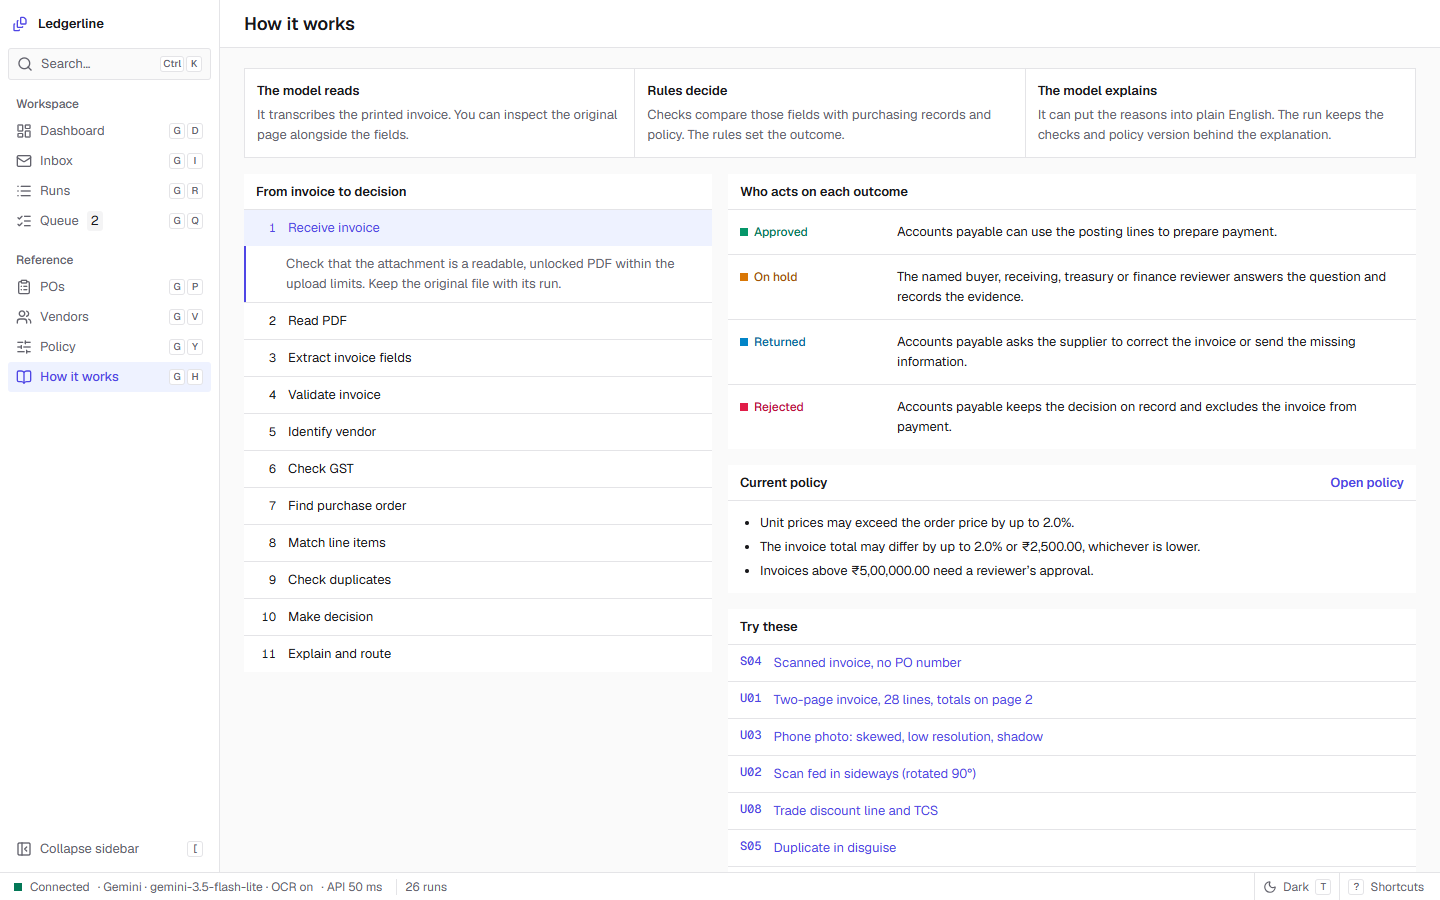 Ledgerline
Search...
Ctrl K
Workspace
Dashboard G D
Inbox G I
Runs G R
Queue 2 G Q
Reference
POs G P
Vendors G V
Policy G Y
How it works G H
Collapse sidebar [
How it works
The model reads
It transcribes the printed invoice. You can inspect the original
page alongside the fields.
Rules decide
Checks compare those fields with purchasing records and
policy. The rules set the outcome.
The model explains
It can put the reasons into plain English. The run keeps the
checks and policy version behind the explanation.
From invoice to decision
1 Receive invoice
Check that the attachment is a readable, unlocked PDF within the
upload limits. Keep the original file with its run.
2 Read PDF
3 Extract invoice fields
4 Validate invoice
5 Identify vendor
6 Check GST
7 Find purchase order
8 Match line items
9 Check duplicates
10 Make decision
11 Explain and route
Who acts on each outcome
Approved Accounts payable can use the posting lines to prepare payment.
On hold The named buyer, receiving, treasury or finance reviewer answers the question and
records the evidence.
Returned Accounts payable asks the supplier to correct the invoice or send the missing
information.
Rejected Accounts payable keeps the decision on record and excludes the invoice from
payment.
Current policy Open policy
• Unit prices may exceed the order price by up to 2.0%.
• The invoice total may differ by up to 2.0% or ₹2,500.00, whichever is lower.
• Invoices above ₹5,00,000.00 need a reviewer’s approval.
Try these
S04 Scanned invoice, no PO number
U01 Two-page invoice, 28 lines, totals on page 2
U03 Phone photo: skewed, low resolution, shadow
U02 Scan fed in sideways (rotated 90°)
U08 Trade discount line and TCS
S05 Duplicate in disguise
Connected · Gemini · gemini-3.5-flash-lite · OCR on · API 50 ms 26 runs
Dark T ? Shortcuts